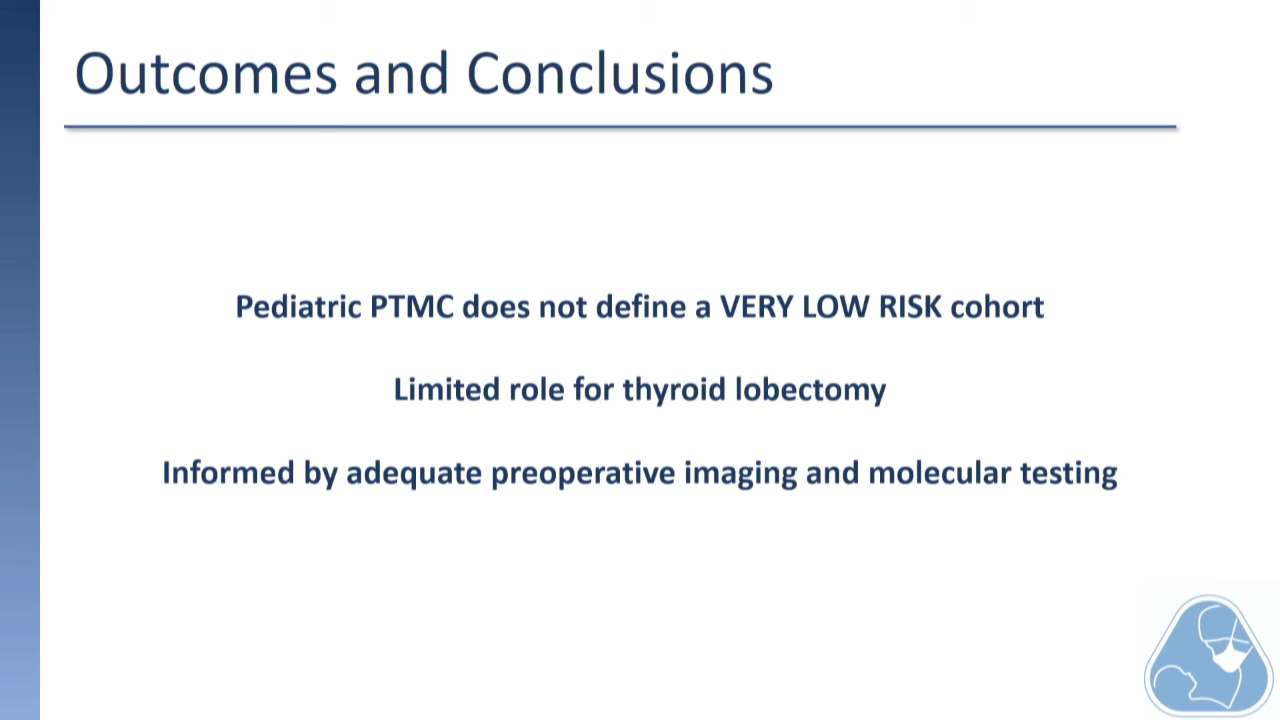 Outcomes and Conclusions
Pediatric PTMC does not define a VERY LOW RISK cohort
Limited role for thyroid lobectomy
Informed by adequate preoperative imaging and molecular testing